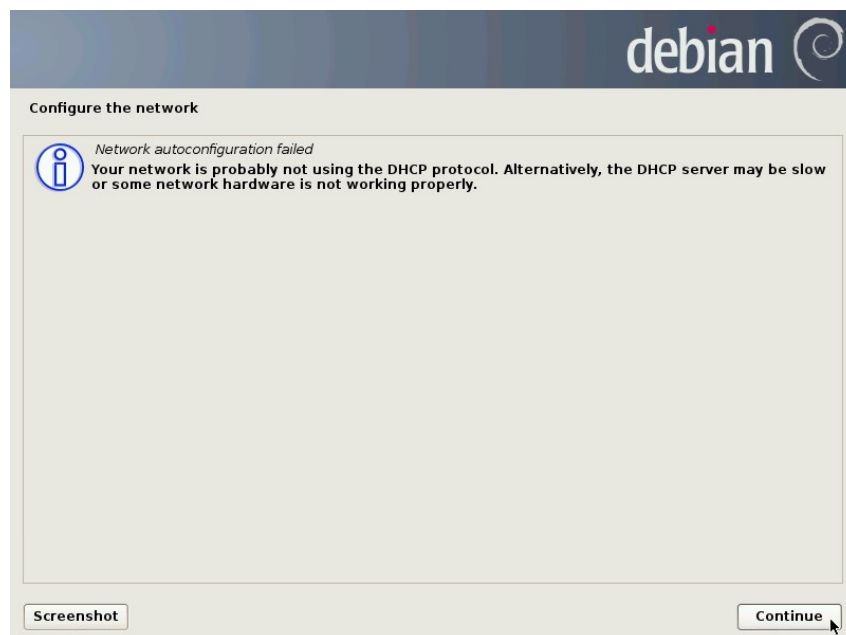 debian
Configure the network
Network autoconfiguration failed
Your network is probably not using the DHCP protocol. Alternatively, the DHCP server may be slow
or some network hardware is not working properly.
Screenshot
Continue